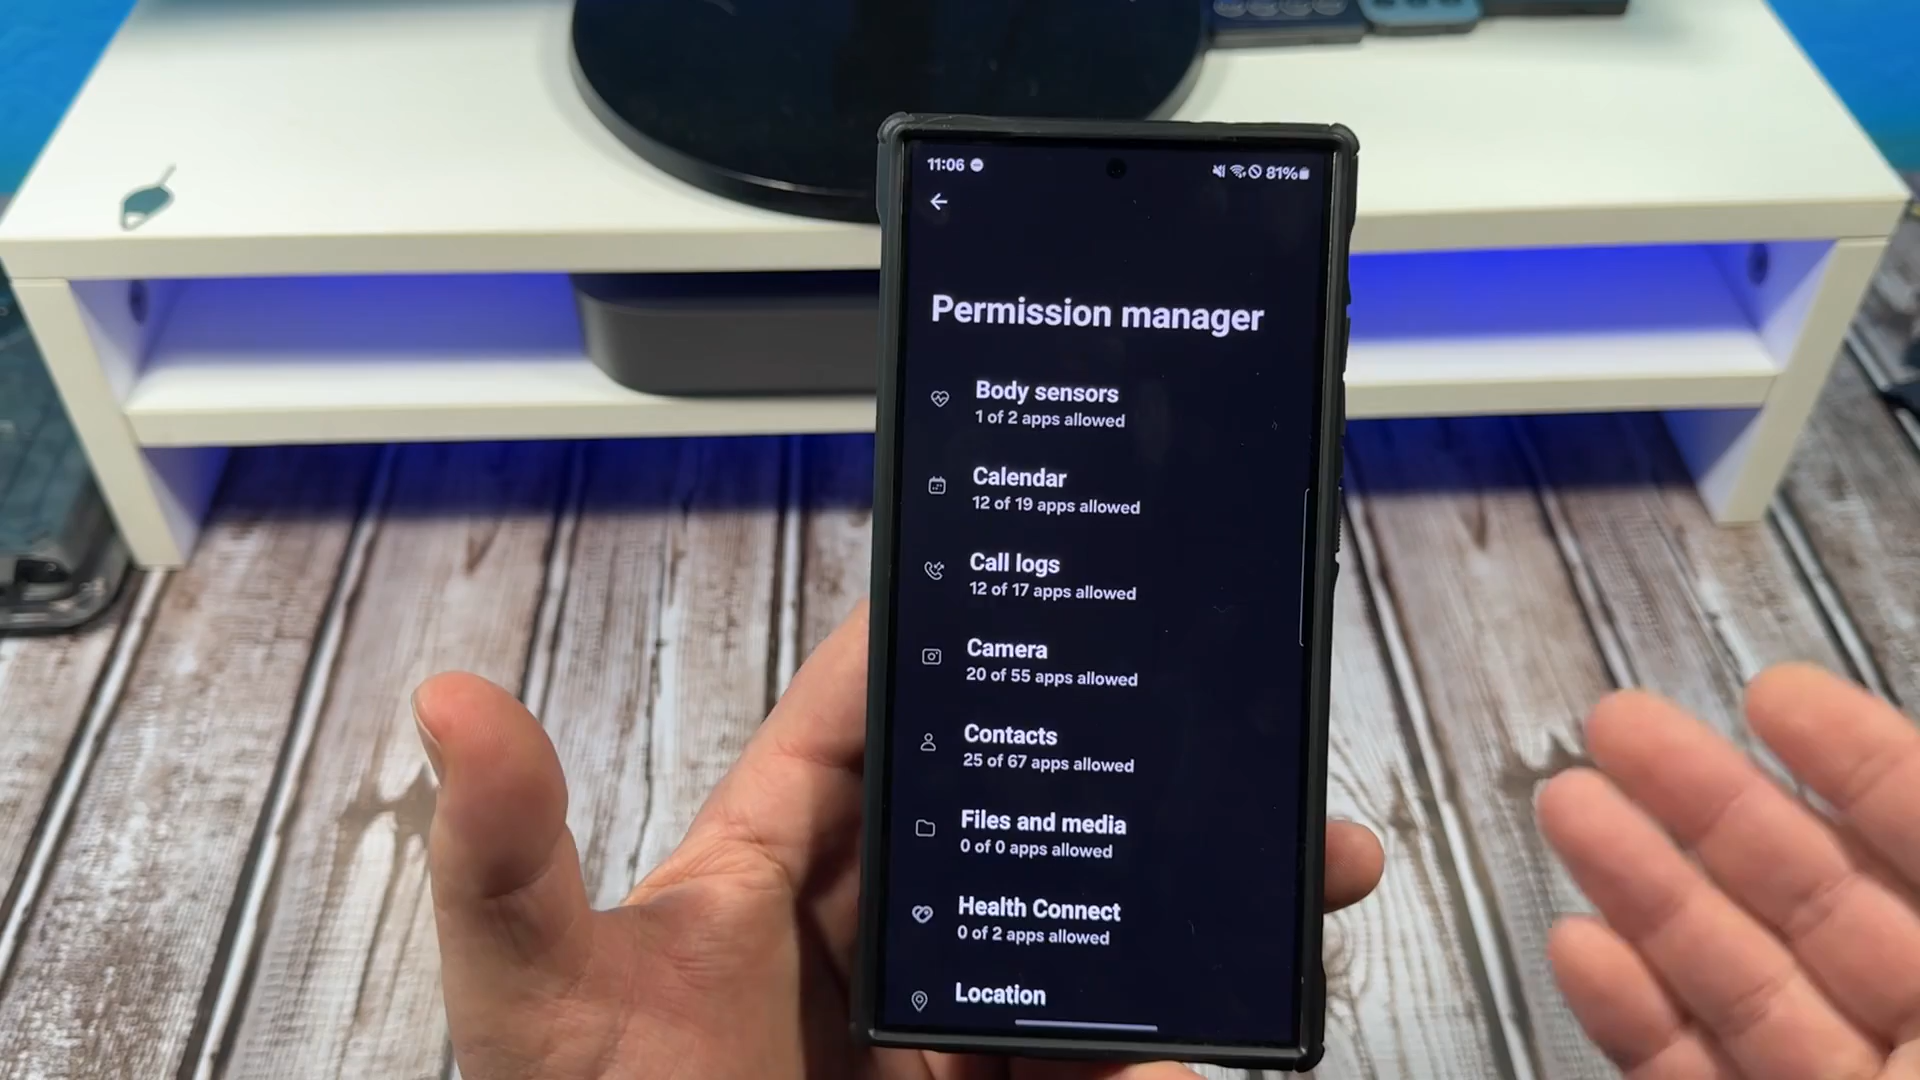 11:06
81%
Permission manager
Body sensors
1 of 2 apps allowed
Calendar
12 of 19 apps allowed
Call logs
12 of 17 apps allowed
Camera
20 of 55 apps allowed
Contacts
25 of 67 apps allowed
Files and media
0 of 0 apps allowed
Health Connect
0 of 2 apps allowed
Location